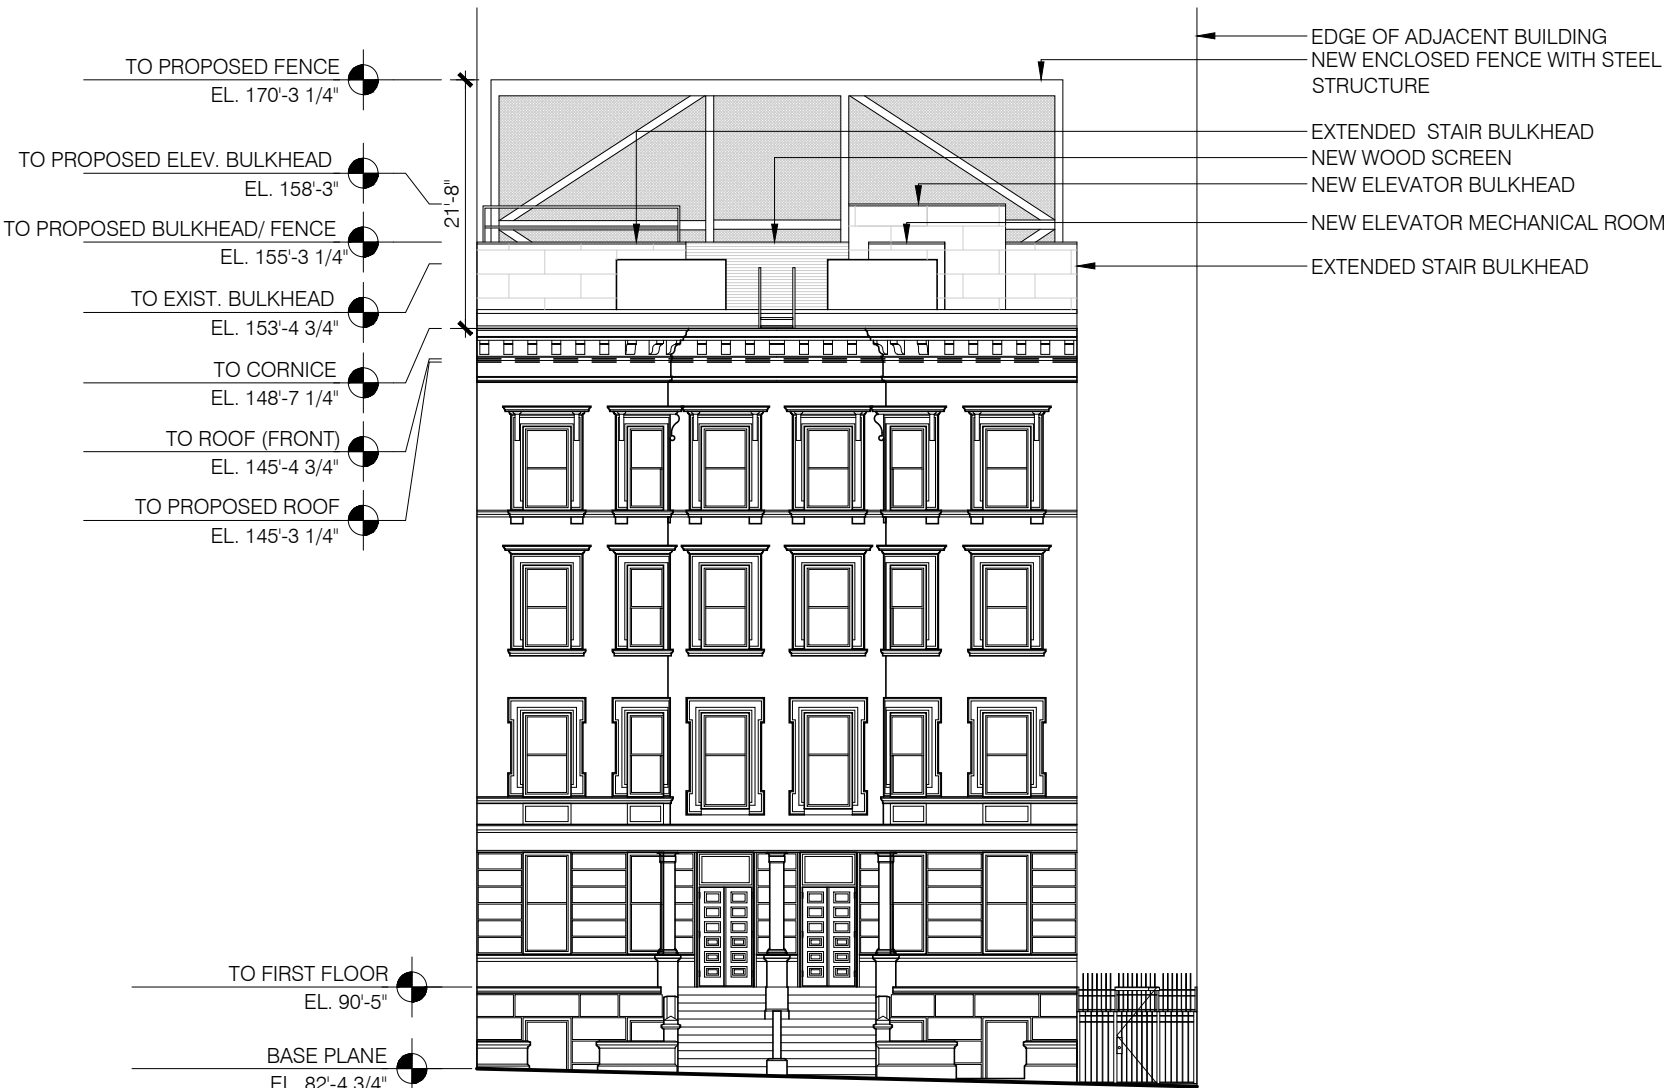 TO PROPOSED FENCE
EL. 170'-3 1/4"
TO PROPOSED ELEV. BULKHEAD
EL. 158'-3"
TO PROPOSED BULKHEAD/ FENCE
EL. 155'-3 1/4"
TO EXIST. BULKHEAD
EL. 153'-4 3/4"
TO CORNICE
EL. 148'-7 1/4"
TO ROOF (FRONT)
EL. 145'-4 3/4"
TO PROPOSED ROOF
EL. 145'-3 1/4"
TO FIRST FLOOR
EL. 90'-5"
BASE PLANE
EL. 82'-4 3/4"
21'-8"
EDGE OF ADJACENT BUILDING
NEW ENCLOSED FENCE WITH STEEL
STRUCTURE
EXTENDED STAIR BULKHEAD
NEW WOOD SCREEN
NEW ELEVATOR BULKHEAD
NEW ELEVATOR MECHANICAL ROOM
EXTENDED STAIR BULKHEAD